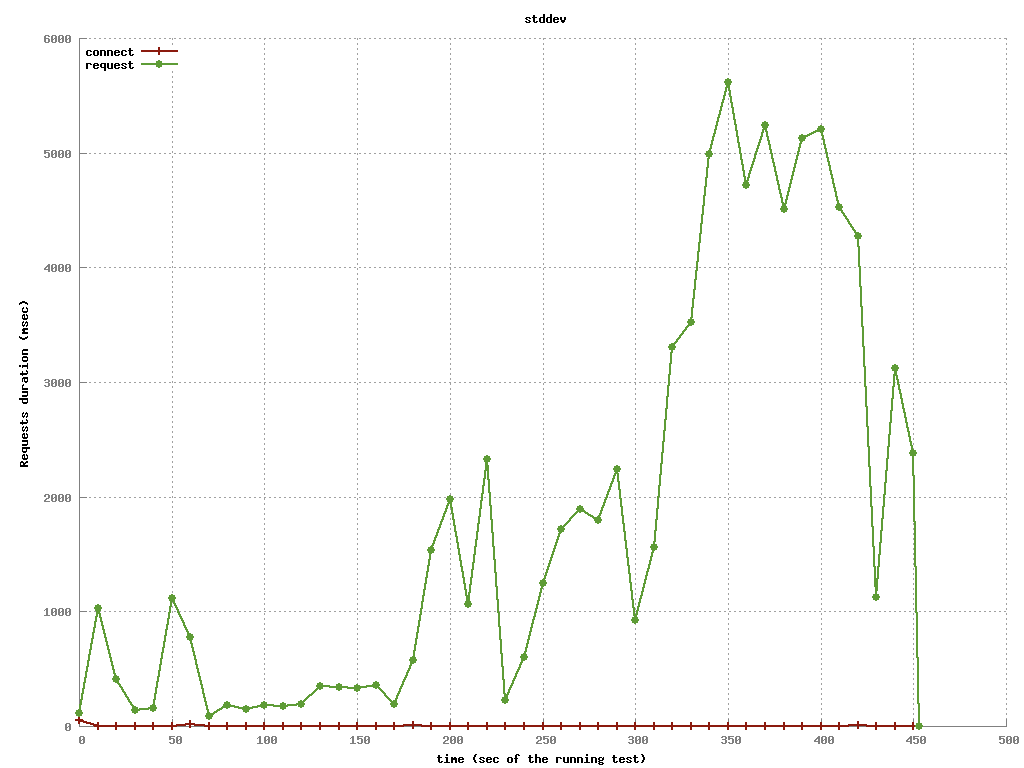 stddev
connect
request
6000
5000
4000
3000
2000
1000
0
Requests duration (msec)
0 50 100 150 200 250 300 350 400 450 500
time (sec of the running test)